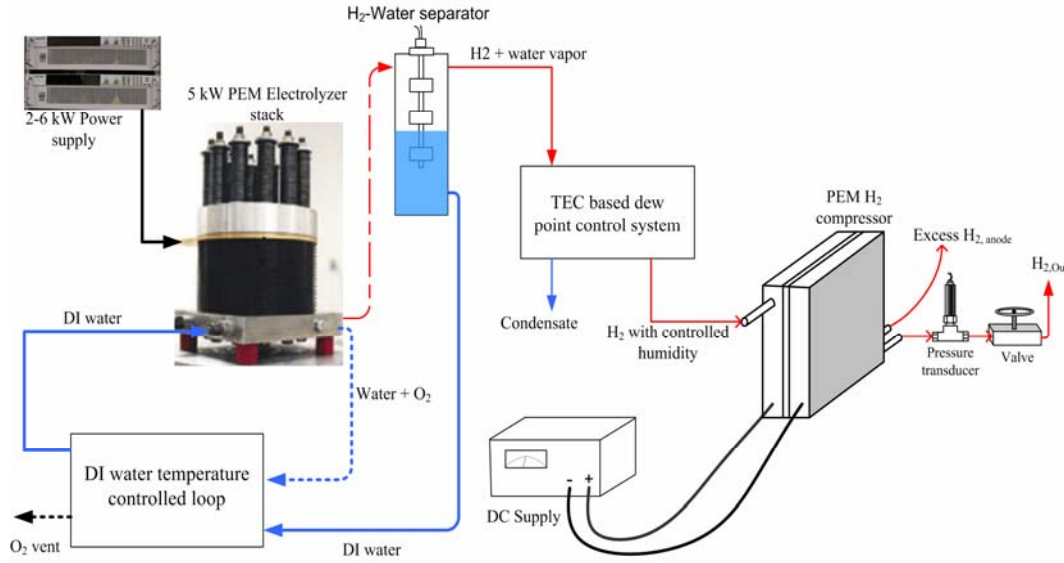 H2-Water separator
H2 + water vapor
5 kW PEM Electrolyzer
stack
2-6 kW Power
supply
TEC based dew
point control system
PEM H2
compressor
Excess H2, anode
H2,Ou
DI water
Condensate
H2 with controlled
humidity
Pressure
transducer
Valve
Water + O2
DI water temperature
controlled loop
- +
DC Supply
O2 vent
DI water